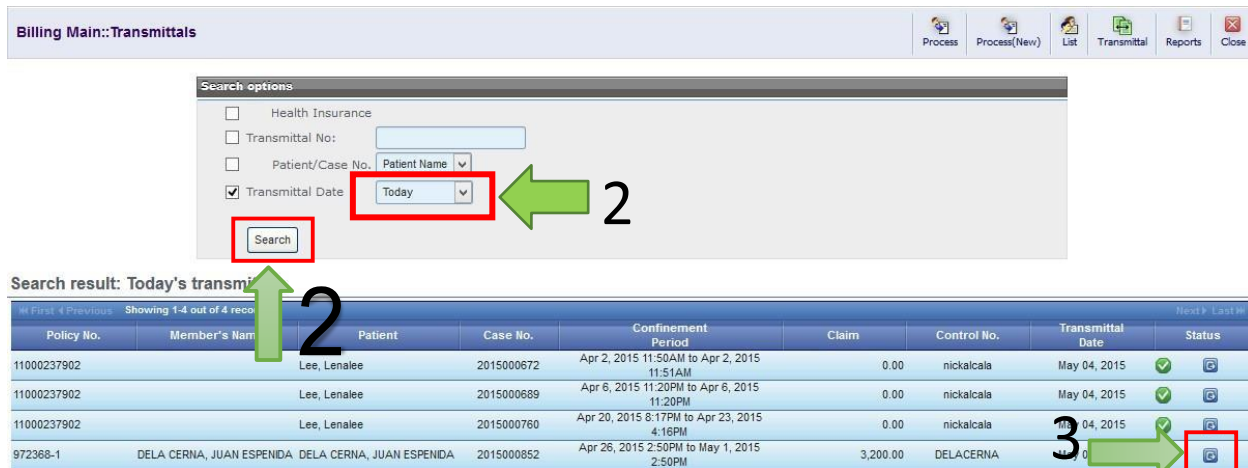 Billing Main::Transmittals
Process Process(New) List Transmittal Reports Close
Search options
Health Insurance
Transmittal No:
Patient/Case No. Patient Name
Transmittal Date Today
2
Search
2
Search result: Today's
First Previous Showing 1-4 out of 4 Next Last
Policy No. Member's Patient Case No. Confinement Period Claim Control No. Transmittal Date Status
11000237902 Lee, Lenalee 2015000672 Apr 2, 2015 11:50AM to Apr 2, 2015 11:51AM 0.00 nickalcala May 04, 2015
11000237902 Lee, Lenalee 2015000689 Apr 6, 2015 11:20PM to Apr 6, 2015 11:20PM 0.00 nickalcala May 04, 2015
11000237902 Lee, Lenalee 2015000760 Apr 20, 2015 8:17PM to Apr 23, 2015 4:16PM 0.00 nickalcala 04, 2015
972368-1 DELA CERNA, JUAN ESPENIDA DELA CERNA, JUAN ESPENIDA 2015000852 Apr 26, 2015 2:50PM to May 1, 2015 2:50PM 3,200.00 DELACERNA
3